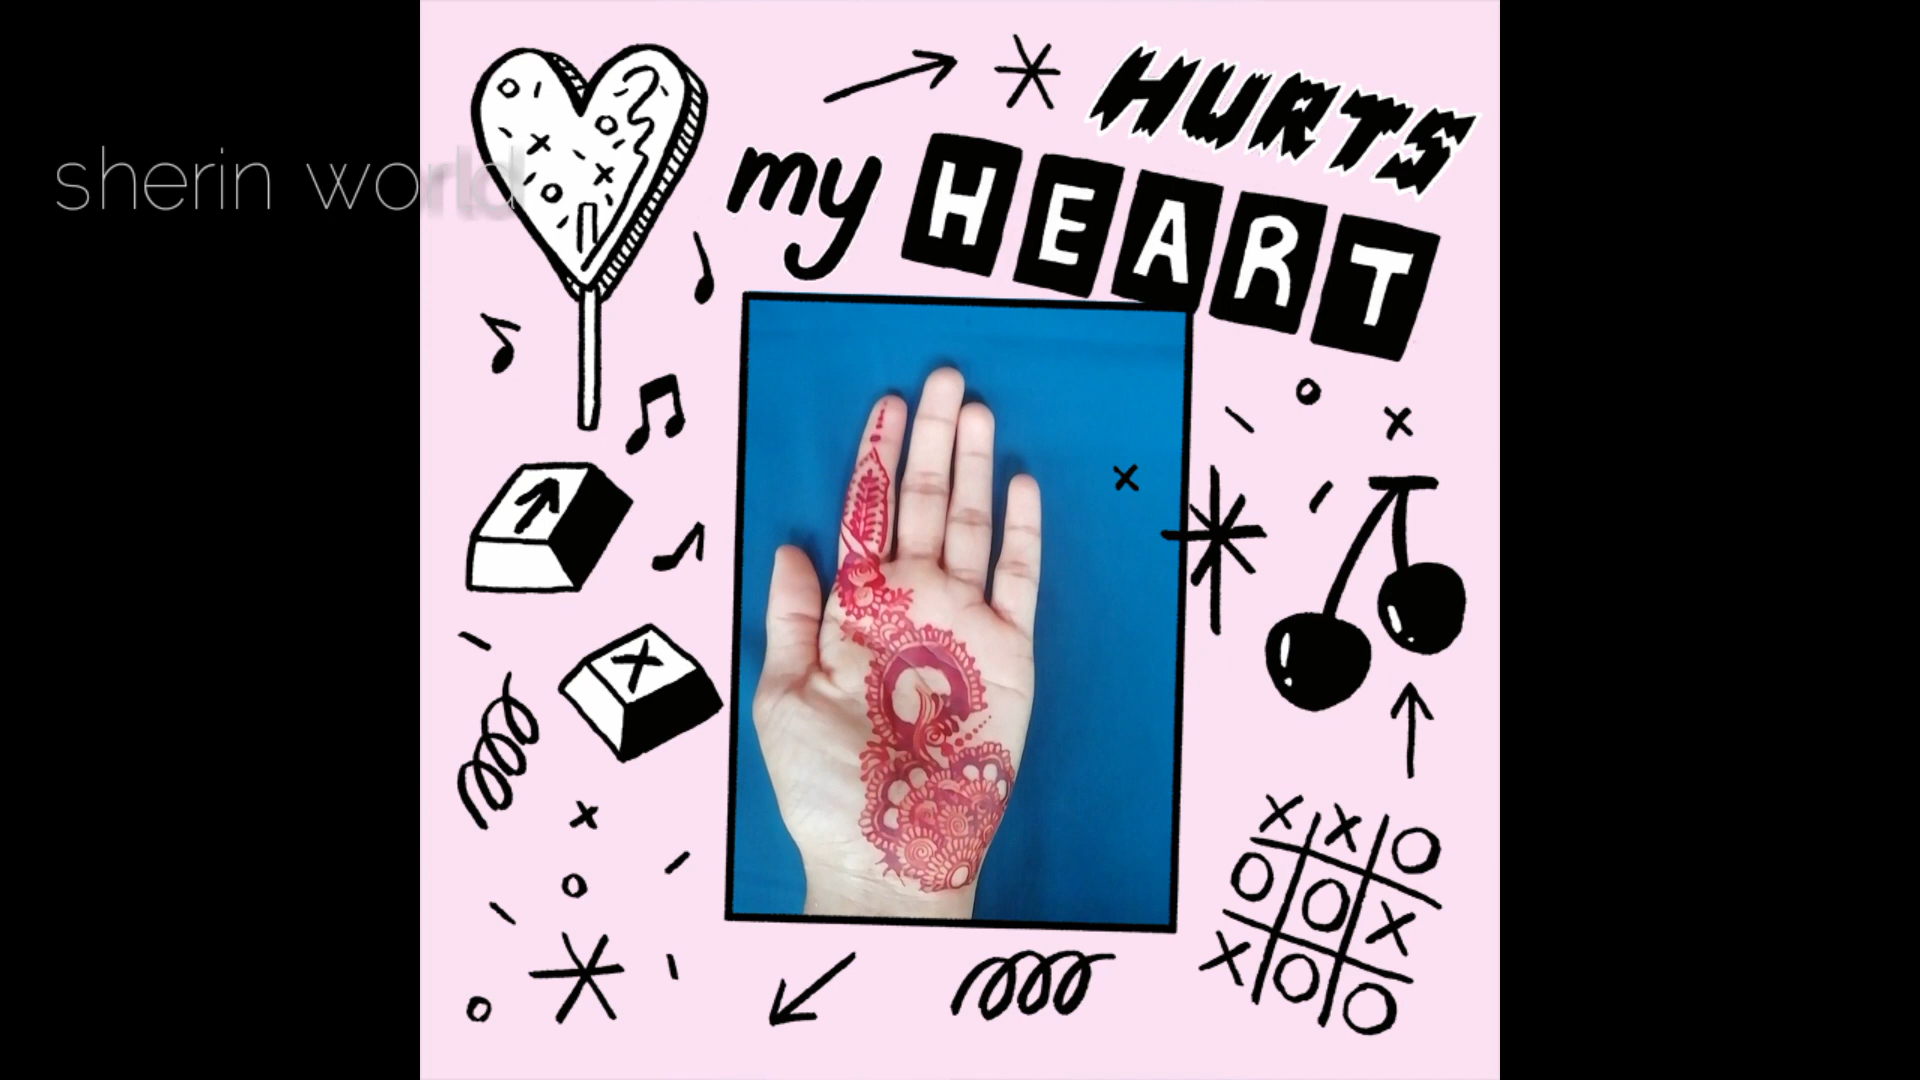 sherin world
HURTS
my HEART
X X O
O O X
X O O